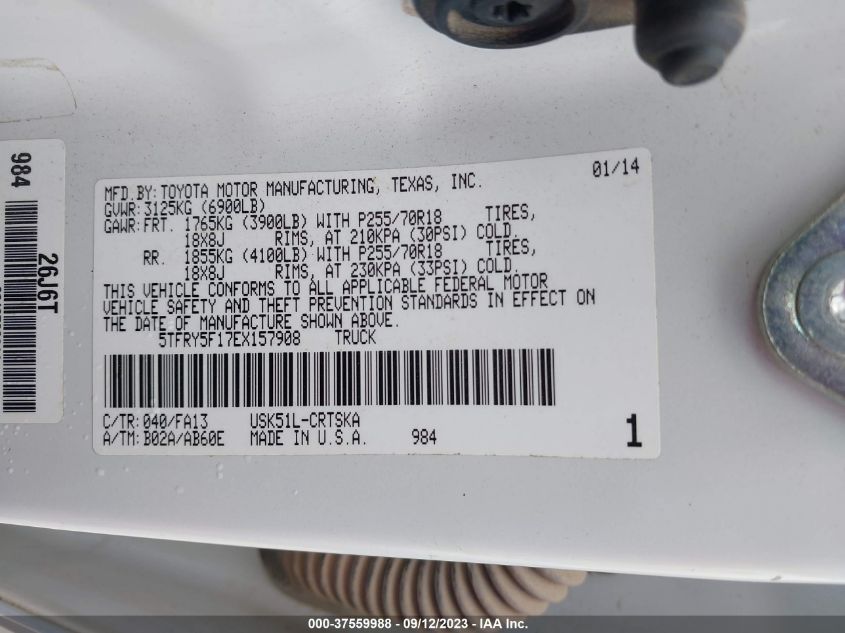 984
26J6T
MFD BY: TOYOTA MOTOR MANUFACTURING, TEXAS, INC. 01/14
GVWR: 3125KG (6900LB)
GAWR: FRT. 1765KG (3900LB) WITH P255/70R18 TIRES,
18X8J RIMS, AT 210KPA (30PSI) COLD.
RR. 1855KG (4100LB) WITH P255/70R18 TIRES,
18X8J RIMS, AT 230KPA (33PSI) COLD.
THIS VEHICLE CONFORMS TO ALL APPLICABLE FEDERAL MOTOR
VEHICLE SAFETY AND THEFT PREVENTION STANDARDS IN EFFECT ON
THE DATE OF MANUFACTURE SHOWN ABOVE.
5TFRY5F17EX157908 TRUCK
C/TR: 040/FA13 USK51L-CRTSKA
A/TM: B02A/AB60E MADE IN U.S.A. 984 1
000-37559988 - 09/12/2023 - IAA Inc.